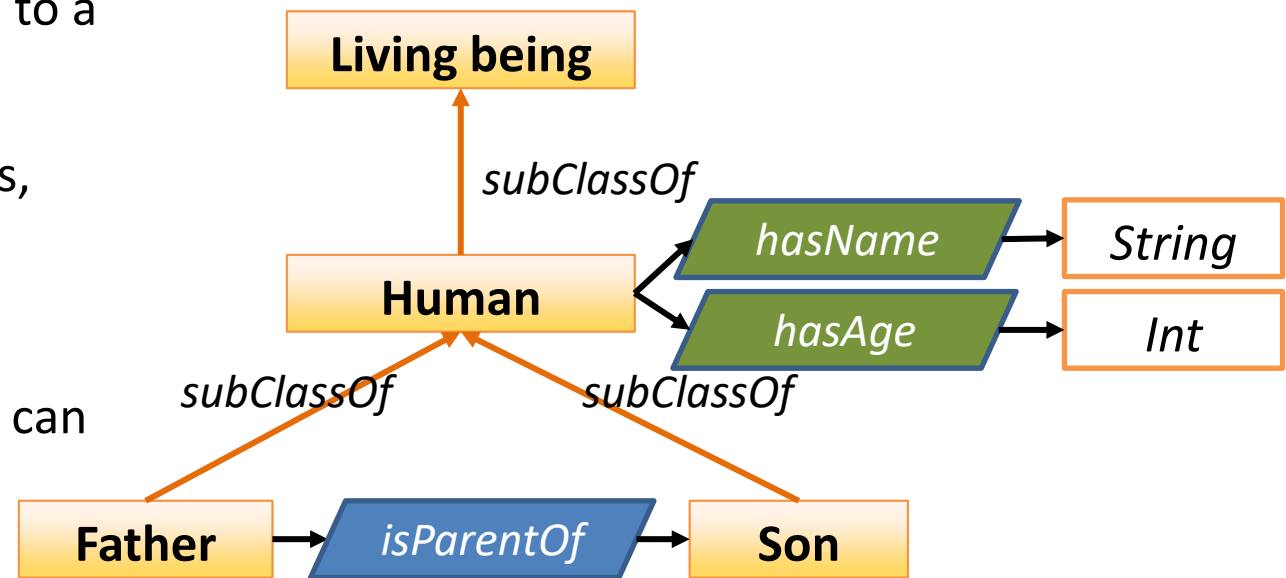 to a
Living being
s,
subClassOf
hasName
String
Human
hasAge
Int
subClassOf
subClassOf
can
Father
isParentOf
Son